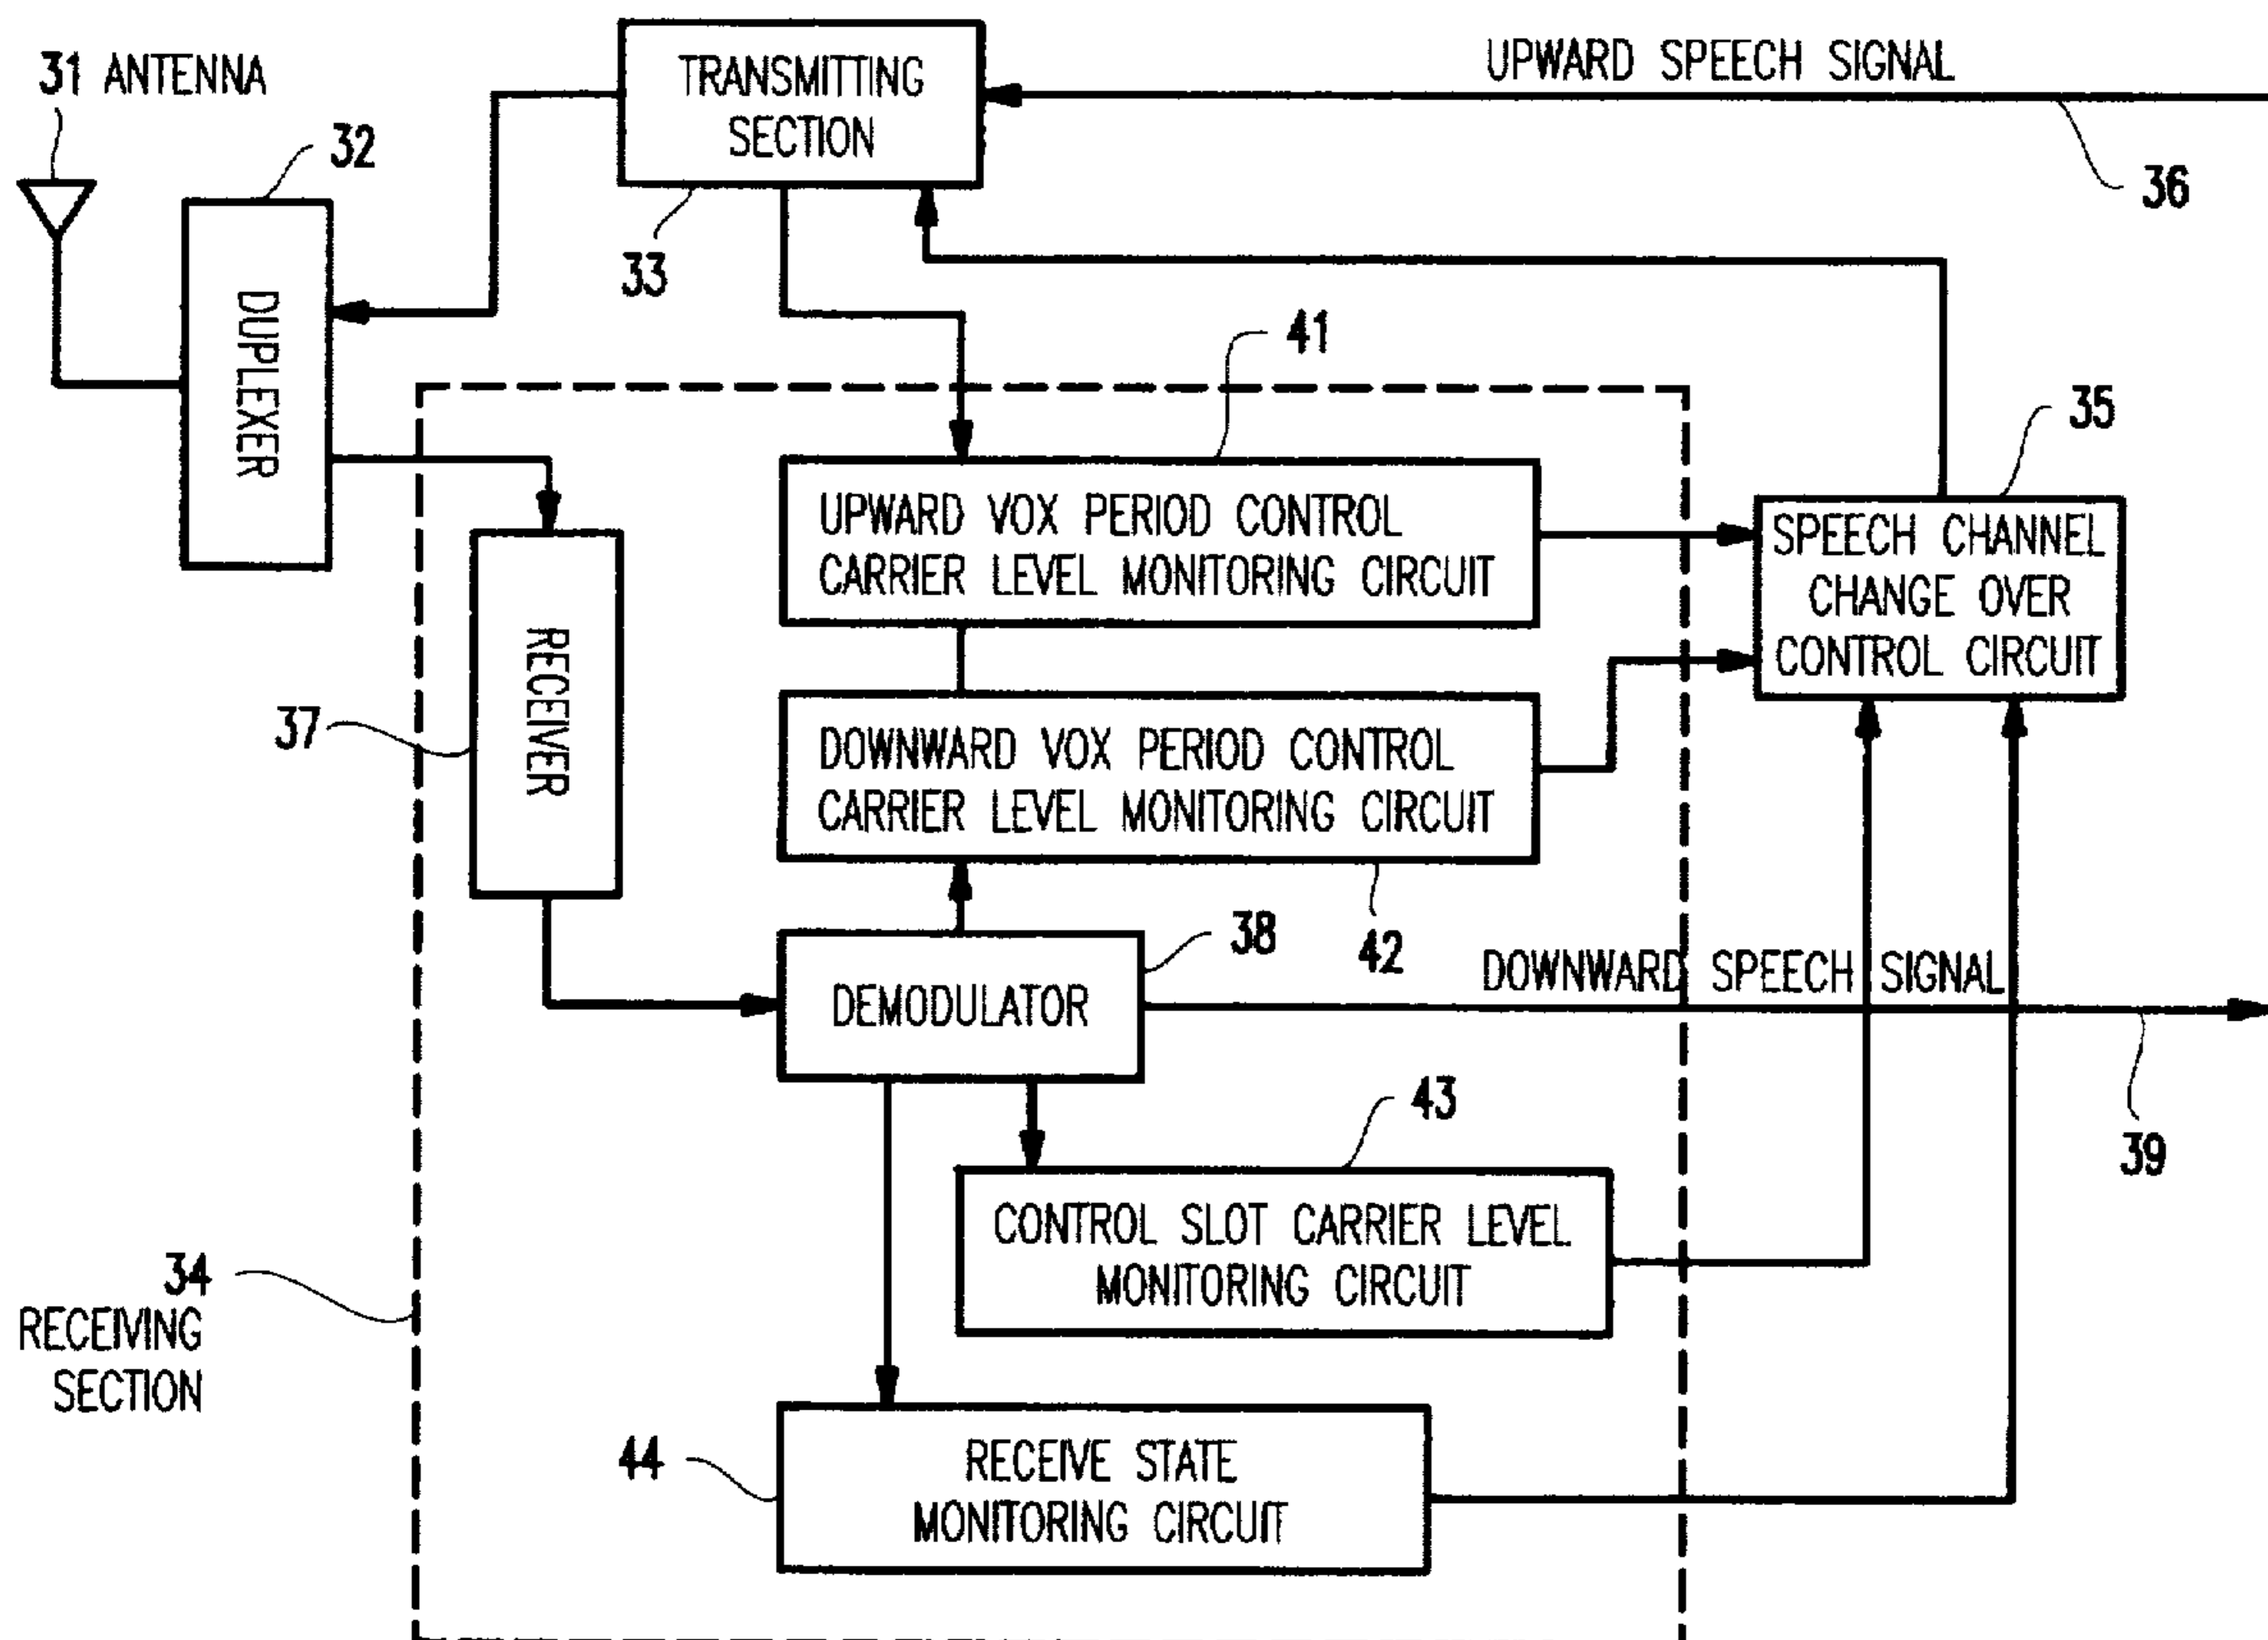 31 ANTENNA
32
DUPLEXER
TRANSMITTING
SECTION
33
UPWARD SPEECH SIGNAL
36
41
UPWARD VOX PERIOD CONTROL
CARRIER LEVEL MONITORING CIRCUIT
35
SPEECH CHANNEL
CHANGE OVER
CONTROL CIRCUIT
37
RECEIVER
DOWNWARD VOX PERIOD CONTROL
CARRIER LEVEL MONITORING CIRCUIT
42
38
DEMODULATOR
DOWNWARD SPEECH SIGNAL
39
43
CONTROL SLOT CARRIER LEVEL
MONITORING CIRCUIT
34
RECEIVING
SECTION
44
RECEIVE STATE
MONITORING CIRCUIT